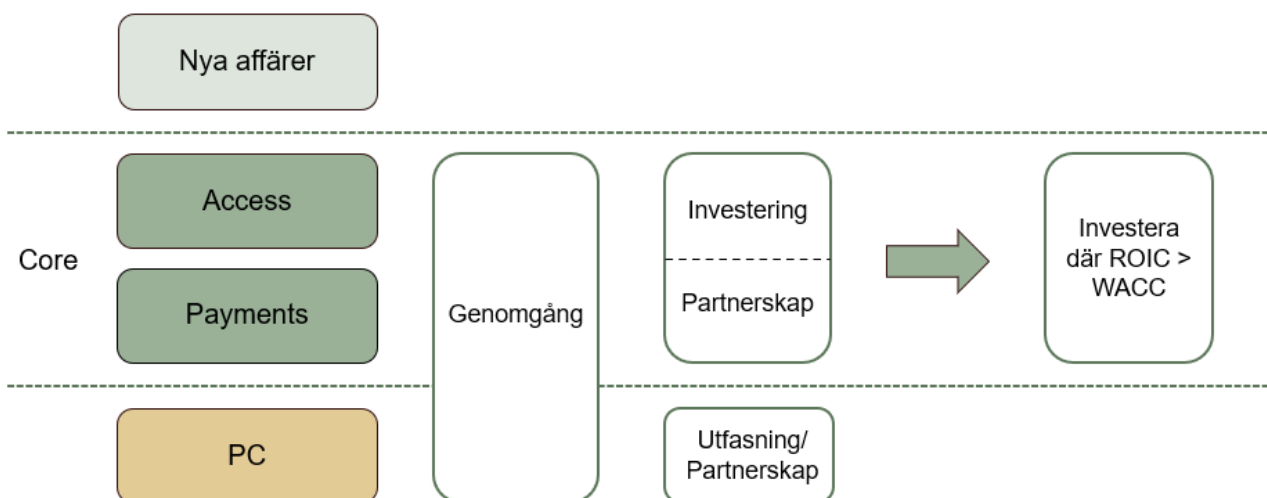 Nya affärer
Core
Access
Payments
Genomgång
Investering
Partnerskap
Investera
där ROIC >
WACC
PC
Utfasning/
Partnerskap